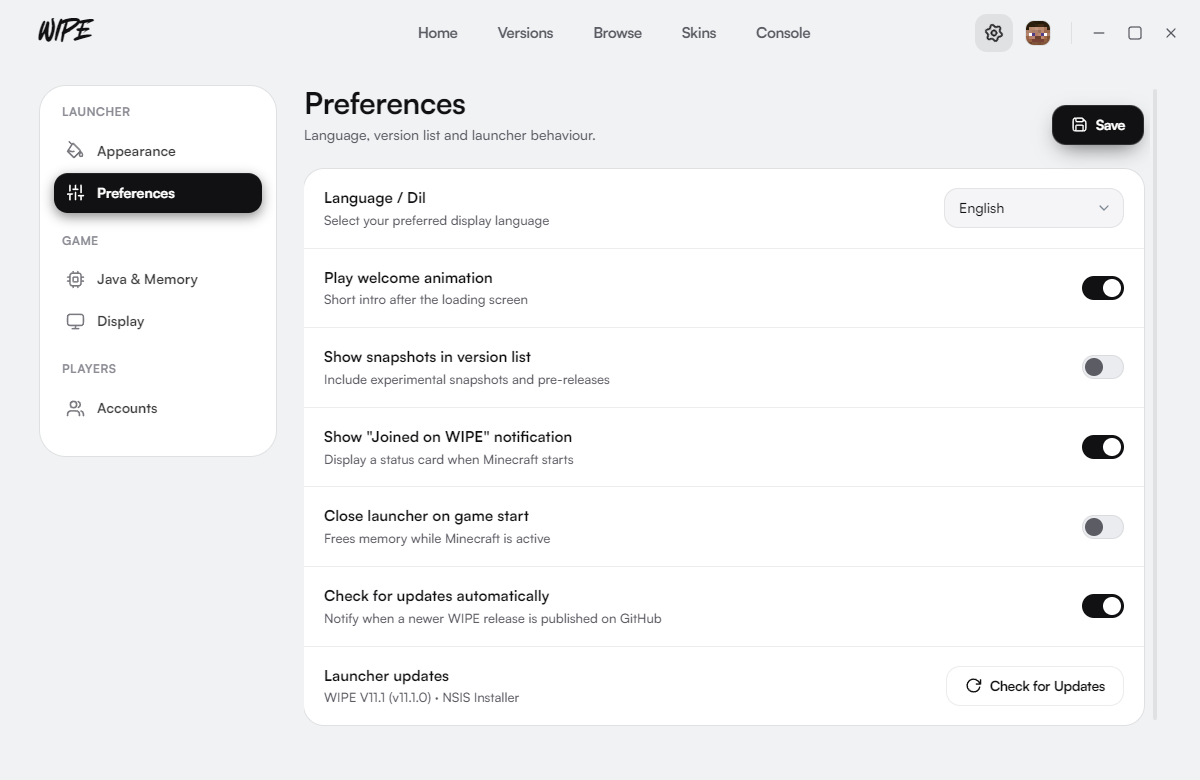 WIPE
Home
Versions
Browse
Skins
Console
LAUNCHER
Appearance
Preferences
GAME
Java & Memory
Display
PLAYERS
Accounts
Preferences
Language, version list and launcher behaviour.
Save
Language / Dil
Select your preferred display language
English
Play welcome animation
Short intro after the loading screen
Show snapshots in version list
Include experimental snapshots and pre-releases
Show "Joined on WIPE" notification
Display a status card when Minecraft starts
Close launcher on game start
Frees memory while Minecraft is active
Check for updates automatically
Notify when a newer WIPE release is published on GitHub
Launcher updates
WIPE V11.1 (v11.1.0) • NSIS Installer
Check for Updates